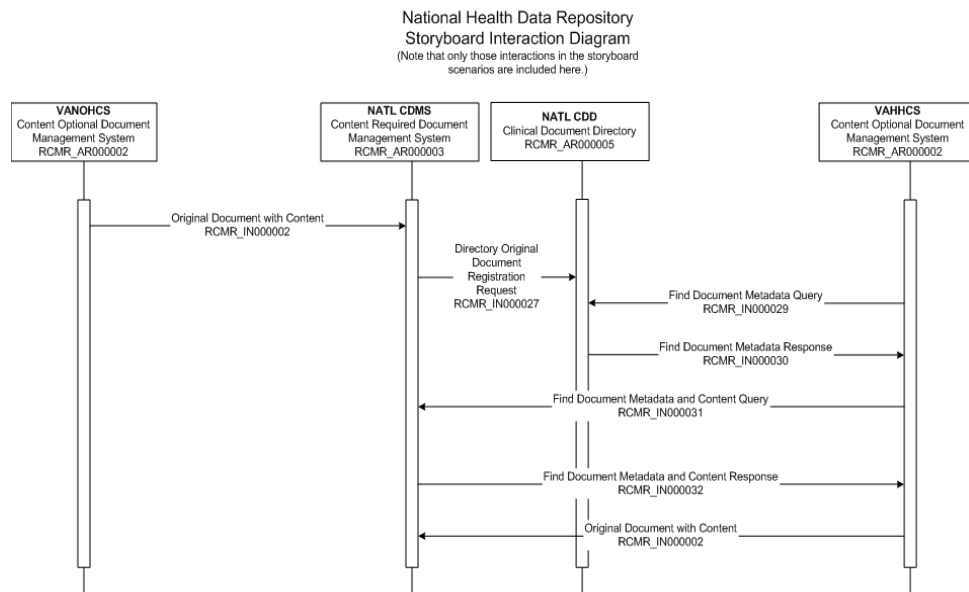 National Health Data Repository
Storyboard Interaction Diagram
(Note that only those interactions in the storyboard
scenarios are included here.)
VANOHCS
Content Optional Document
Management System
RCMR_AR000002
NATL CDMS
Content Required Document
Management System
RCMR_AR000003
NATL CDD
Clinical Document Directory
RCMR_AR000005
VAHHCS
Content Optional Document
Management System
RCMR_AR000002
Original Document with Content
RCMR_IN000002
Directory Original
Document
Registration
Request
RCMR_IN000027
Find Document Metadata Query
RCMR_IN000029
Find Document Metadata Response
RCMR_IN000030
Find Document Metadata and Content Query
RCMR_IN000031
Find Document Metadata and Content Response
RCMR_IN000032
Original Document with Content
RCMR_IN000002